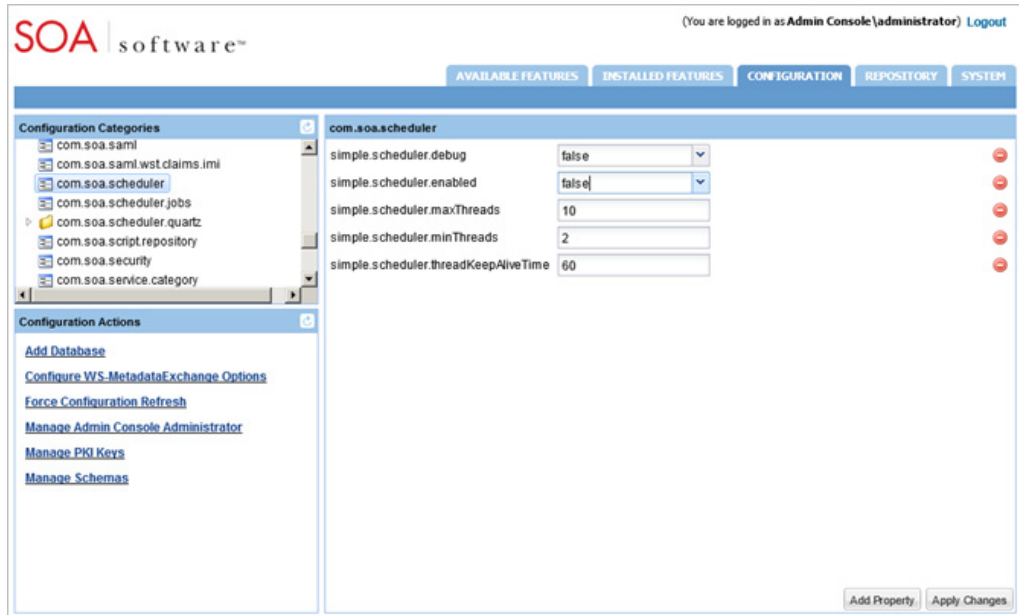 (You are logged in as Admin Console\administrator) Logout
SOA software™
AVAILABLE FEATURES INSTALLED FEATURES CONFIGURATION REPOSITORY SYSTEM
Configuration Categories
com.soa.saml
com.soa.saml.wst.claims.imi
com.soa.scheduler
com.soa.scheduler.jobs
com.soa.scheduler.quartz
com.soa.script.repository
com.soa.security
com.soa.service.category
Configuration Actions
Add Database
Configure WS-MetadataExchange Options
Force Configuration Refresh
Manage Admin Console Administrator
Manage PKI Keys
Manage Schemas
com.soa.scheduler
simple.scheduler.debug false
simple.scheduler.enabled false
simple.scheduler.maxThreads 10
simple.scheduler.minThreads 2
simple.scheduler.threadKeepAliveTime 60
Add Property Apply Changes